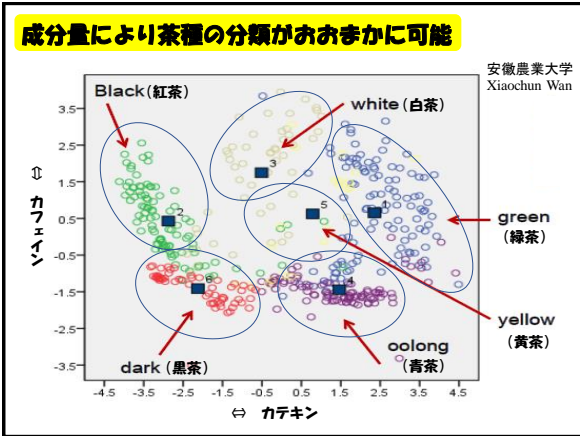 成分量により茶種の分類がおおまかに可能
安徽農業大学
Xiaochun Wan
Black(紅茶)
white (白茶)
green
(緑茶)
yellow
(黄茶)
oolong
(青茶)
dark (黒茶)
⇕ カフェイン
3.5
2.5
1.5
0.5
-0.5
-1.5
-2.5
-3.5
1
2
3
4
5
6
-4.5 -3.5 -2.5 -1.5 -0.5 0.5 1.5 2.5 3.5 4.5
⇔ カテキン